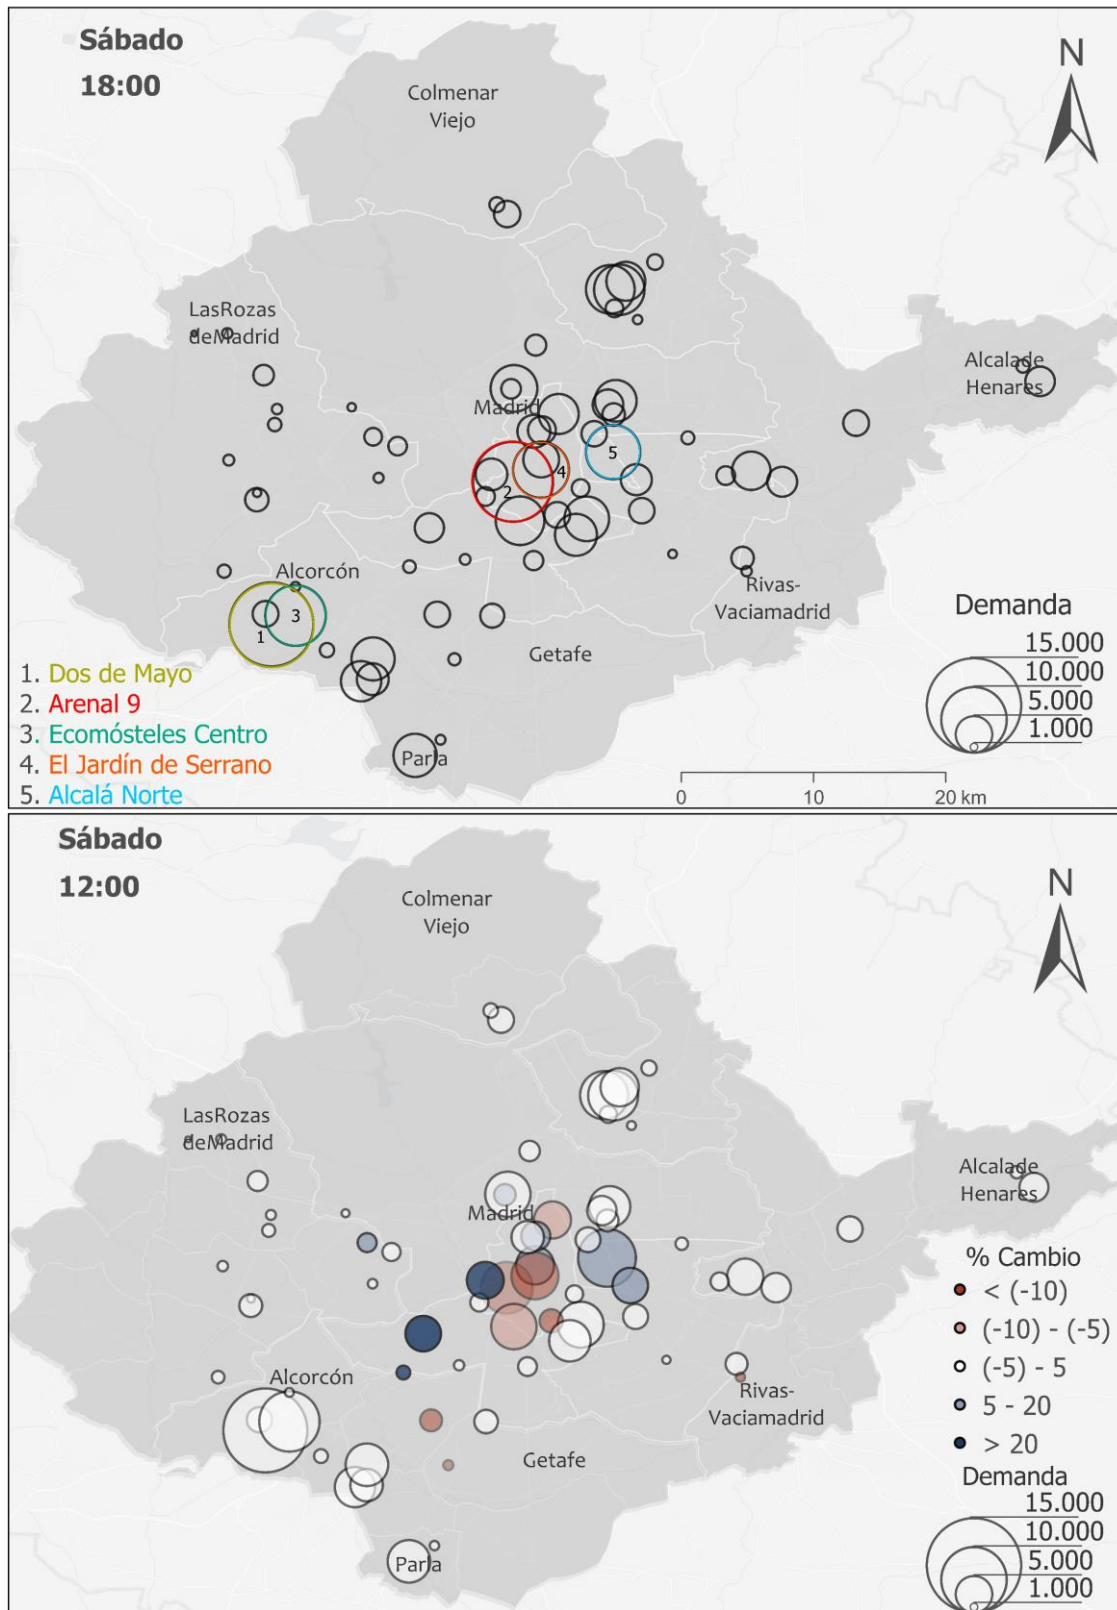 Sábado
18:00
N
Colmenar
Viejo
LasRozas
deMadrid
Alcalade
Henares
Madrid
5
4
2
Alcorcón
Rivas-
Vaciamadrid
3
1
Getafe
Parla
1. Dos de Mayo
2. Arenal 9
3. Ecomósteles Centro
4. El Jardín de Serrano
5. Alcalá Norte
Demanda
15.000
10.000
5.000
1.000
0 10 20 km
Sábado
12:00
N
Colmenar
Viejo
LasRozas
deMadrid
Alcalade
Henares
Madrid
Alcorcón
Rivas-
Vaciamadrid
Getafe
Parla
% Cambio
< (-10)
(-10) - (-5)
(-5) - 5
5 - 20
> 20
Demanda
15.000
10.000
5.000
1.000